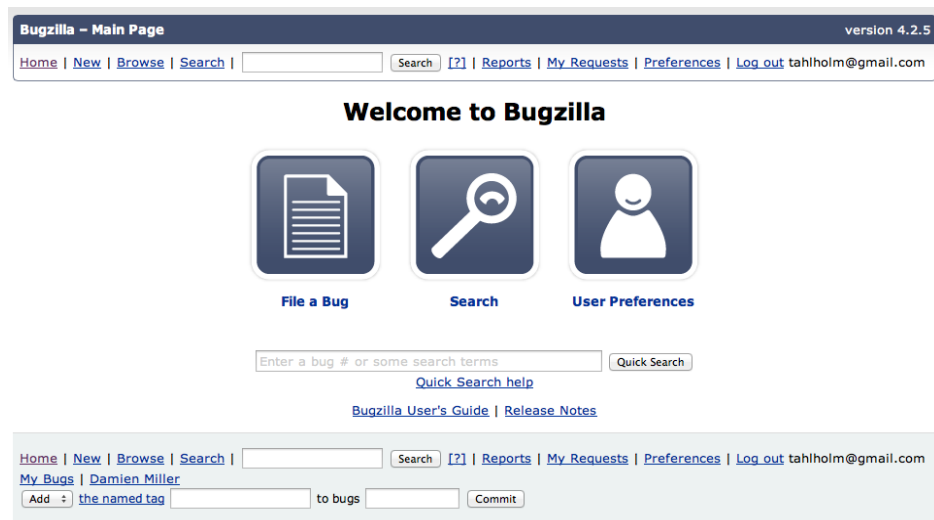 Bugzilla – Main Page version 4.2.5
Home | New | Browse | Search | Search [?] | Reports | My Requests | Preferences | Log out tahlholm@gmail.com
Welcome to Bugzilla
File a Bug Search User Preferences
Enter a bug # or some search terms Quick Search
Quick Search help
Bugzilla User's Guide | Release Notes
Home | New | Browse | Search | Search [?] | Reports | My Requests | Preferences | Log out tahlholm@gmail.com
My Bugs | Damien Miller
Add the named tag to bugs Commit